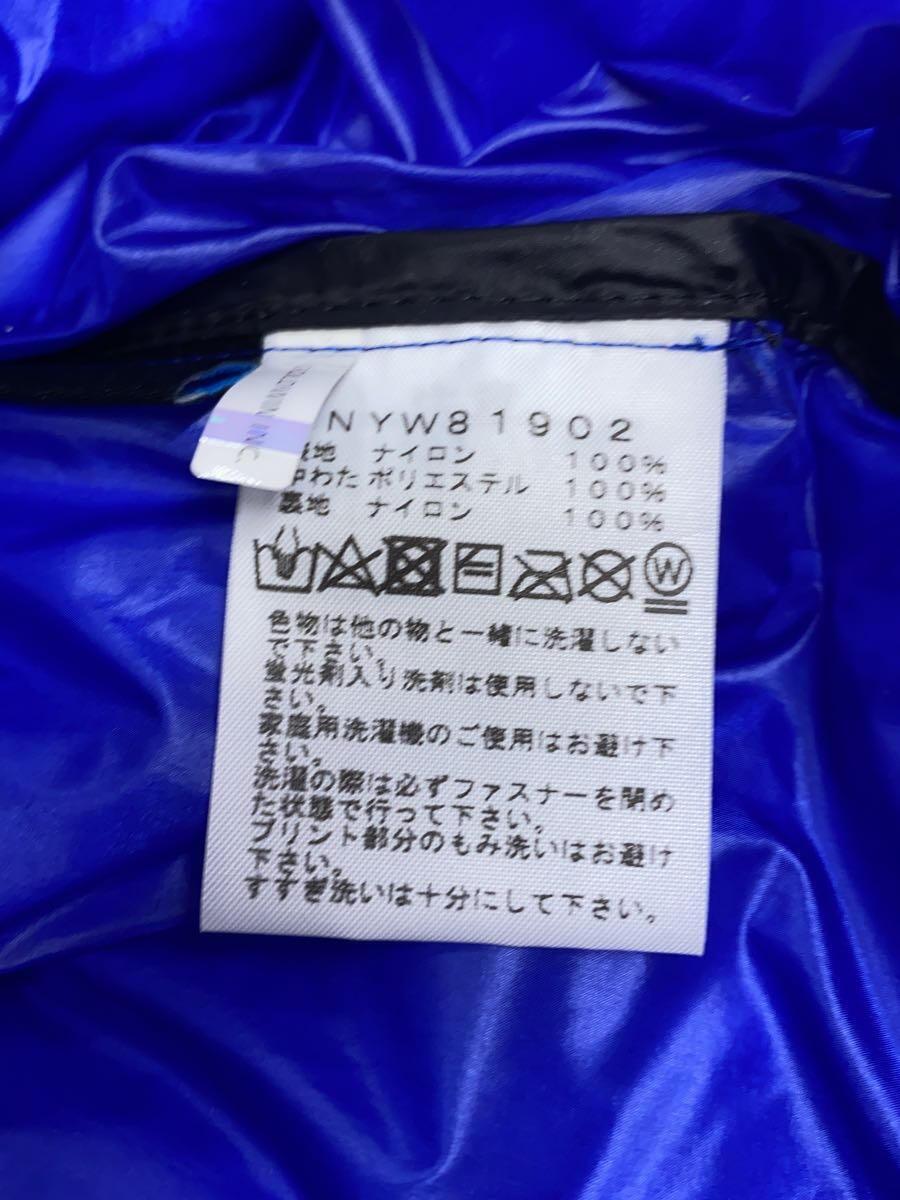 LDWIN INC
NYW81902
表地 ナイロン 100%
中わた ポリエステル 100%
裏地 ナイロン 100%
W
色物は他の物と一緒に洗濯しない
で下さい。
蛍光剤入り洗剤は使用しないで下
さい。
家庭用洗濯機のご使用はお避け下
さい。
洗濯の際は必ずファスナーを閉め
た状態で行って下さい。
プリント部分のもみ洗いはお避け
下さい。
すすぎ洗いは十分にして下さい。